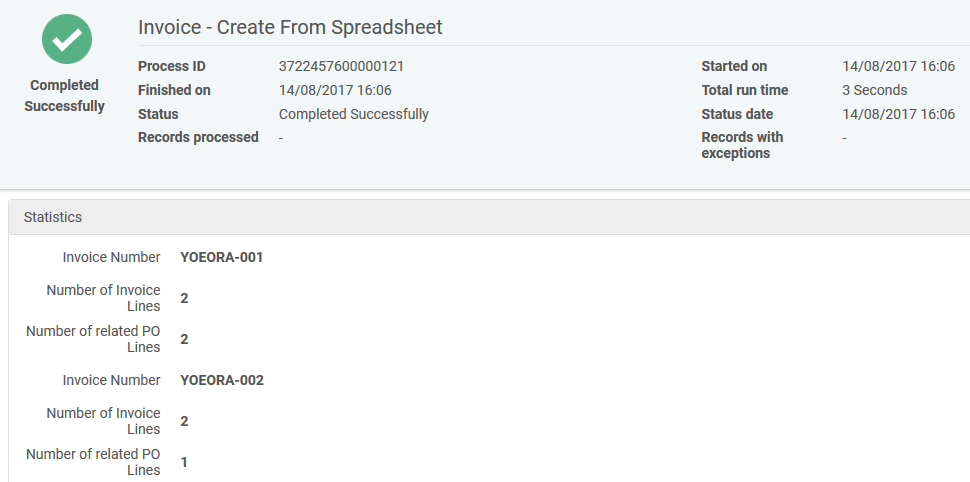 Invoice - Create From Spreadsheet
Completed
Successfully
Process ID 3722457600000121 Started on 14/08/2017 16:06
Finished on 14/08/2017 16:06 Total run time 3 Seconds
Status Completed Successfully Status date 14/08/2017 16:06
Records processed - Records with
exceptions -
Statistics
Invoice Number YOEORA-001
Number of Invoice
Lines 2
Number of related PO
Lines 2
Invoice Number YOEORA-002
Number of Invoice
Lines 2
Number of related PO
Lines 1